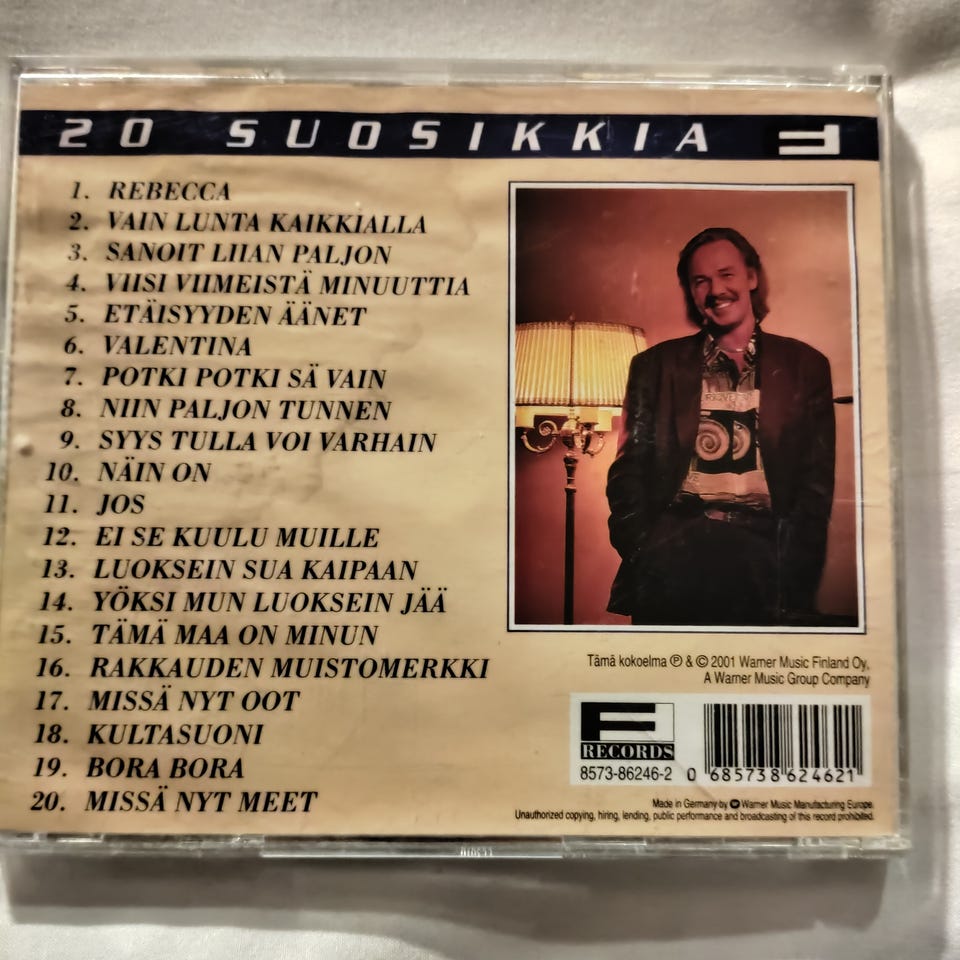 20 SUOSIKKIA F
1. REBECCA
2. VAIN LUNTA KAIKKIALLA
3. SANOIT LIIAN PALJON
4. VIISI VIIMEISTÄ MINUUTTIA
5. ETÄISYYDEN ÄÄNET
6. VALENTINA
7. POTKI POTKI SÄ VAIN
8. NIIN PALJON TUNNEN
9. SYYS TULLA VOI VARHAIN
10. NÄIN ON
11. JOS
12. EI SE KUULU MUILLE
13. LUOKSEIN SUA KAIPAAN
14. YÖKSI MUN LUOKSEIN JÄÄ
15. TÄMÄ MAA ON MINUN
16. RAKKAUDEN MUISTOMERKKI
17. MISSÄ NYT OOT
18. KULTASUONI
19. BORA BORA
20. MISSÄ NYT MEET
Tämä kokoelma ℗ & © 2001 Warner Music Finland Oy,
A Warner Music Group Company
F
RECORDS
8573-86246-2
0 685738 624621
Made in Germany by Warner Music Manufacturing Europe.
Unauthorized copying, hiring, lending, public performance and broadcasting of this record prohibited.